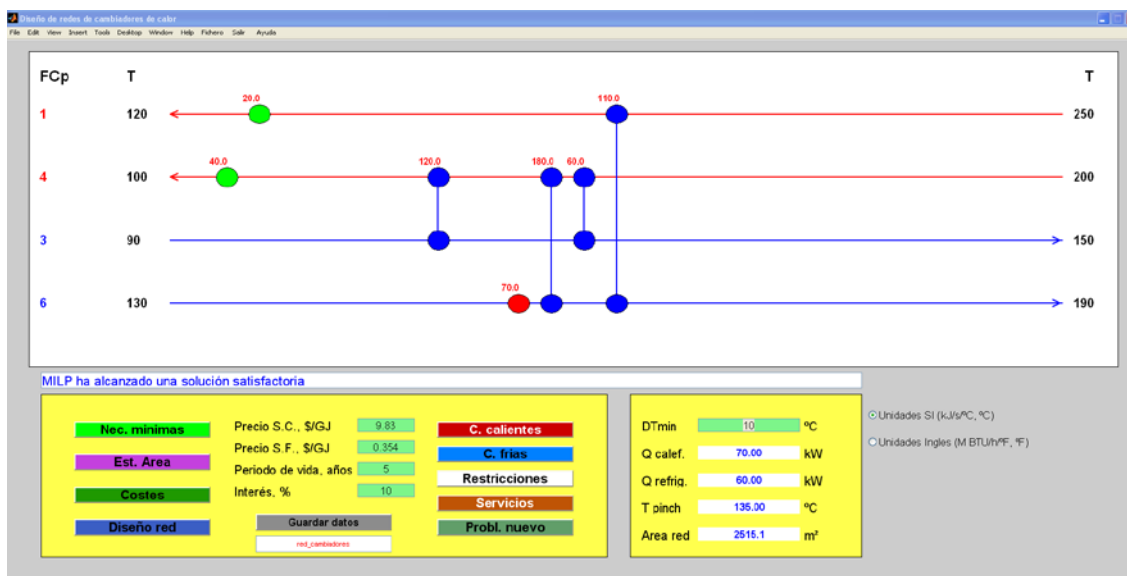 Diseño de redes de cambiadores de calor
File Edit View Insert Tools Desktop Window Help Fichero Salir Ayuda
FCp T T
20.0 110.0
1 120 250
40.0 120.0 180.0 60.0
4 100 200
3 90 150
70.0
6 130 190
MILP ha alcanzado una solución satisfactoria
Nec. minimas
Est. Area
Costes
Diseño red
Precio S.C., $/GJ 9.83
Precio S.F., $/GJ 0.354
Periodo de vida, años 5
Interés, % 10
Guardar datos
red_cambiadores
C. calientes
C. frias
Restricciones
Servicios
Probl. nuevo
DTmin 10 ºC
Q calef. 70.00 kW
Q refrig. 60.00 kW
T pinch 135.00 ºC
Area red 2515.1 m²
Unidades SI (kJ/s/ºC, ºC)
Unidades Ingles (M BTU/h/ºF, ºF)